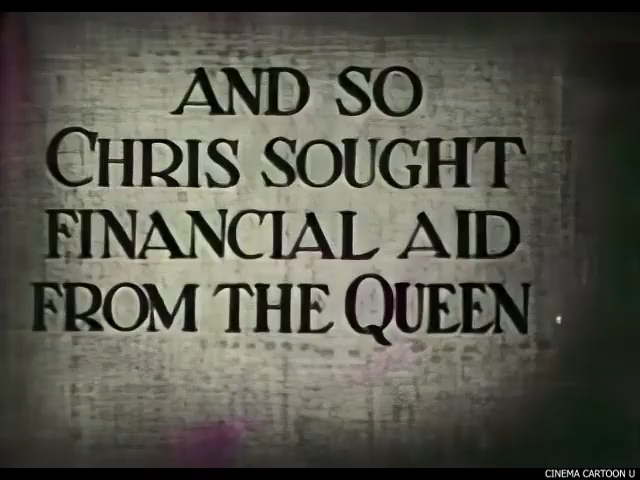 AND SO
CHRIS SOUGHT
FINANCIAL AID
FROM THE QUEEN
CINEMA CARTOON U